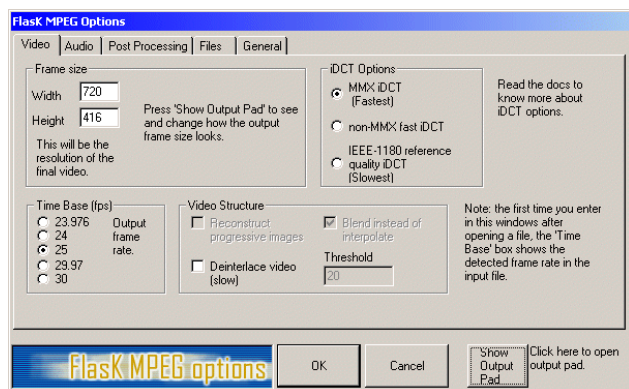 FlasK MPEG Options
Video
Audio
Post Processing
Files
General
Frame size
Width 720
Height 416
This will be the
resolution of the
final video.
Press 'Show Output Pad' to see
and change how the output
frame size looks.
iDCT Options
MMX iDCT
(Fastest)
non-MMX fast iDCT
IEEE-1180 reference
quality iDCT
(Slowest)
Read the docs to
know more about
iDCT options.
Time Base (fps)
23.976
24
25
29.97
30
Output
frame
rate.
Video Structure
Reconstruct
progressive images
Deinterlace video
(slow)
Blend instead of
interpolate
Threshold
20
Note: the first time you enter
in this windows after
opening a file, the 'Time
Base' box shows the
detected frame rate in the
input file.
FlasK MPEG options
OK
Cancel
Show
Output
Pad
Click here to open
output pad.